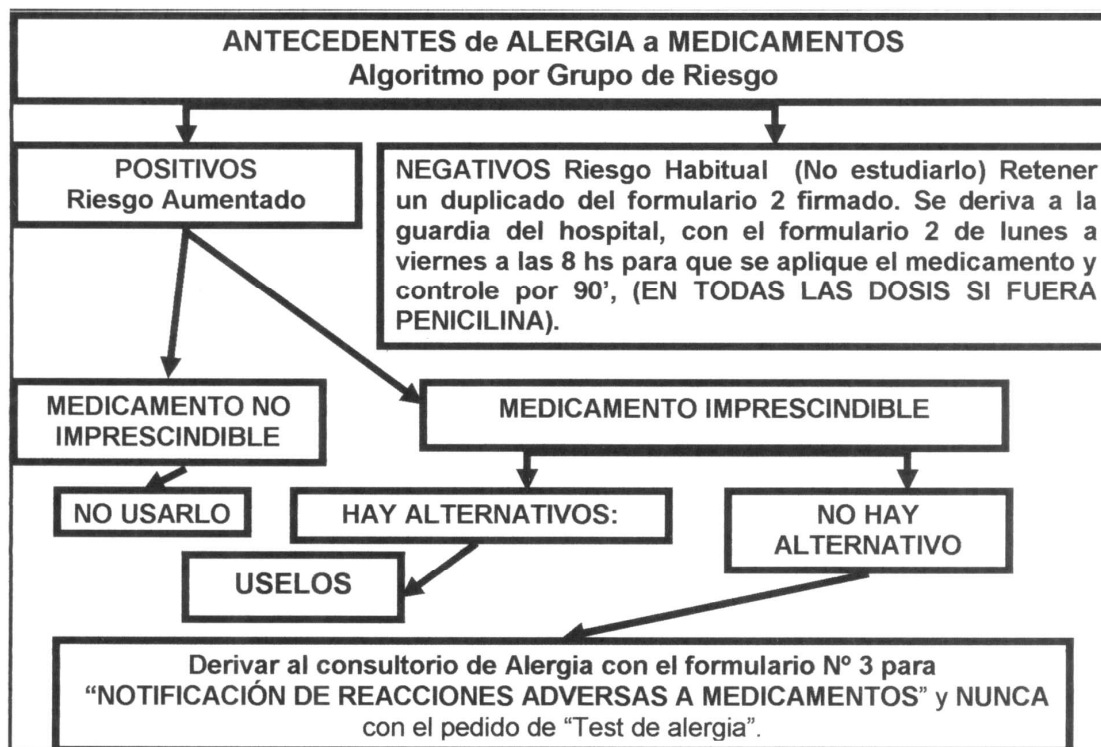 ANTECEDENTES de ALERGIA a MEDICAMENTOS
Algoritmo por Grupo de Riesgo
POSITIVOS
Riesgo Aumentado
NEGATIVOS Riesgo Habitual (No estudiarlo) Retener
un duplicado del formulario 2 firmado. Se deriva a la
guardia del hospital, con el formulario 2 de lunes a
viernes a las 8 hs para que se aplique el medicamento y
controle por 90’, (EN TODAS LAS DOSIS SI FUERA
PENICILINA).
MEDICAMENTO NO
IMPRESCINDIBLE
MEDICAMENTO IMPRESCINDIBLE
NO USARLO
HAY ALTERNATIVOS:
NO HAY
ALTERNATIVO
USELOS
Derivar al consultorio de Alergia con el formulario Nº 3 para
“NOTIFICACIÓN DE REACCIONES ADVERSAS A MEDICAMENTOS” y NUNCA
con el pedido de “Test de alergia”.